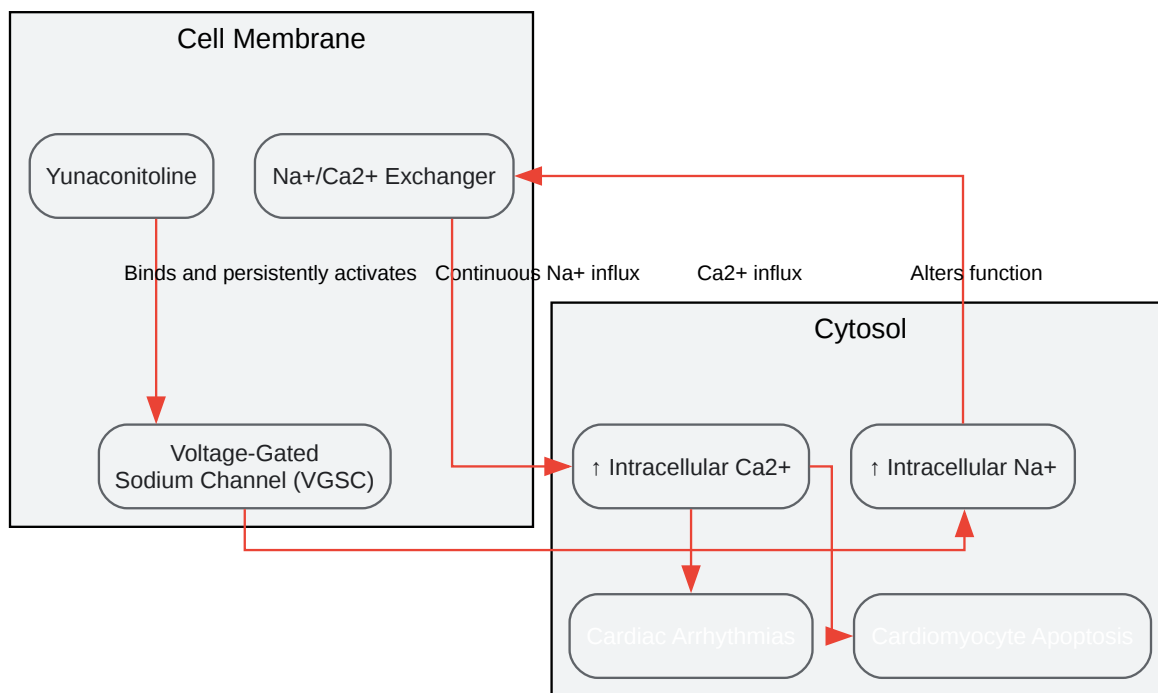 Cell Membrane
Yunaconitoline
Na+/Ca2+ Exchanger
Binds and persistently activates
Continuous Na+ influx
Ca2+ influx
Alters function
Cytosol
Voltage-Gated
Sodium Channel (VGSC)
↑ Intracellular Ca2+
↑ Intracellular Na+
Cardiac Arrhythmias
Cardiomyocyte Apoptosis